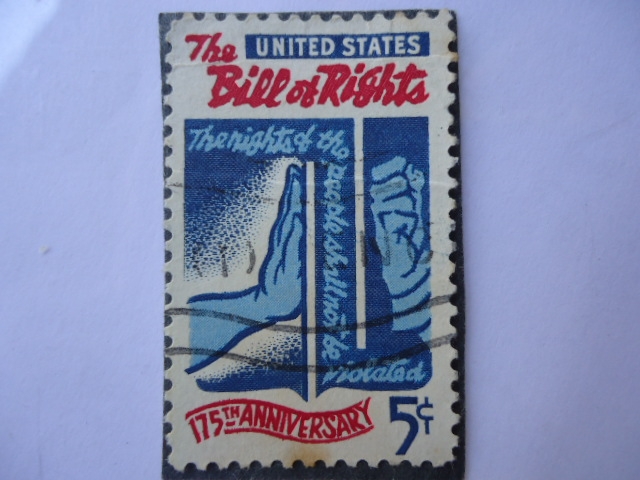 The UNITED STATES
Bill of Rights
The rights of the people shall not be violated
175TH ANNIVERSARY
5¢